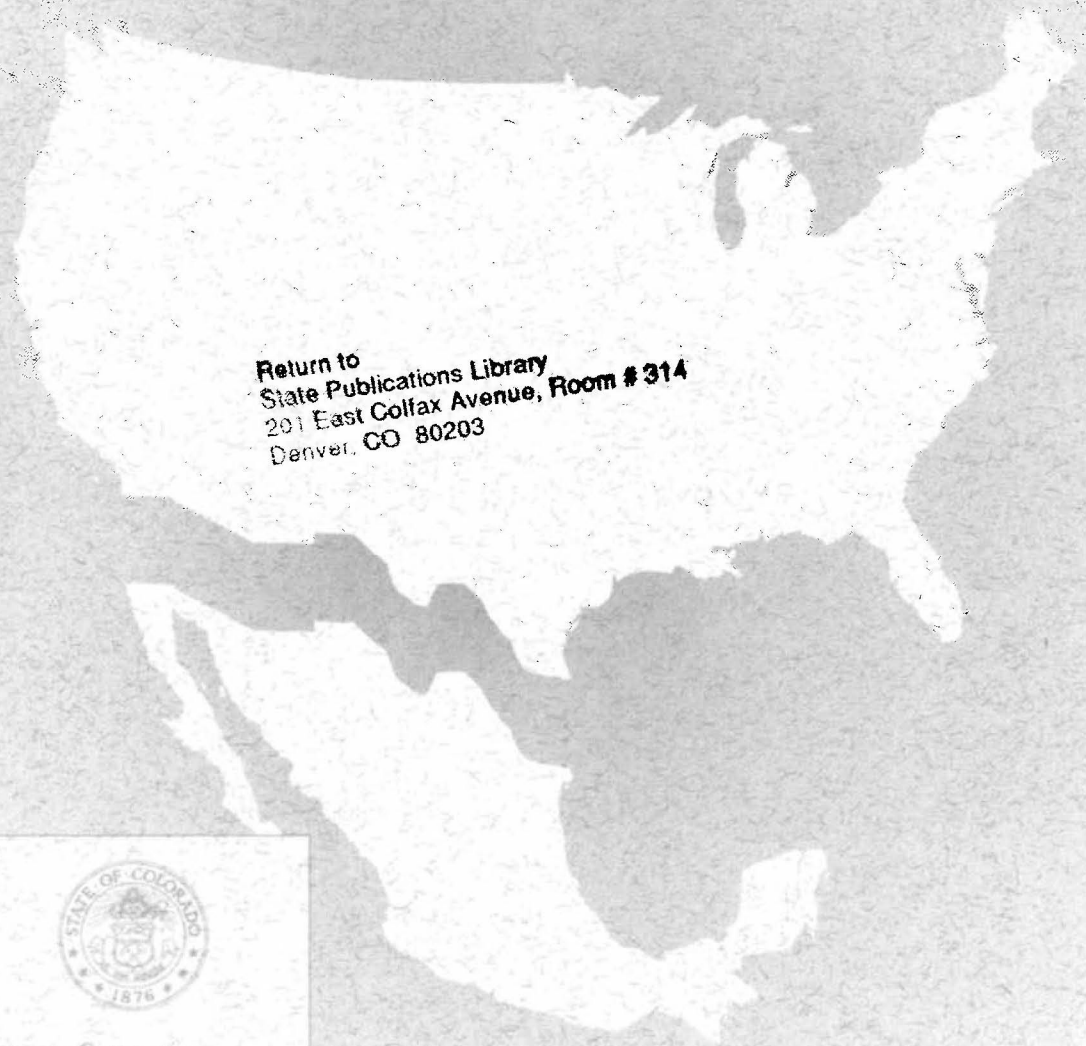 Return to
State Publications Library
201 East Colfax Avenue, Room # 314
Denver, CO 80203
STATE OF COLORADO
1876